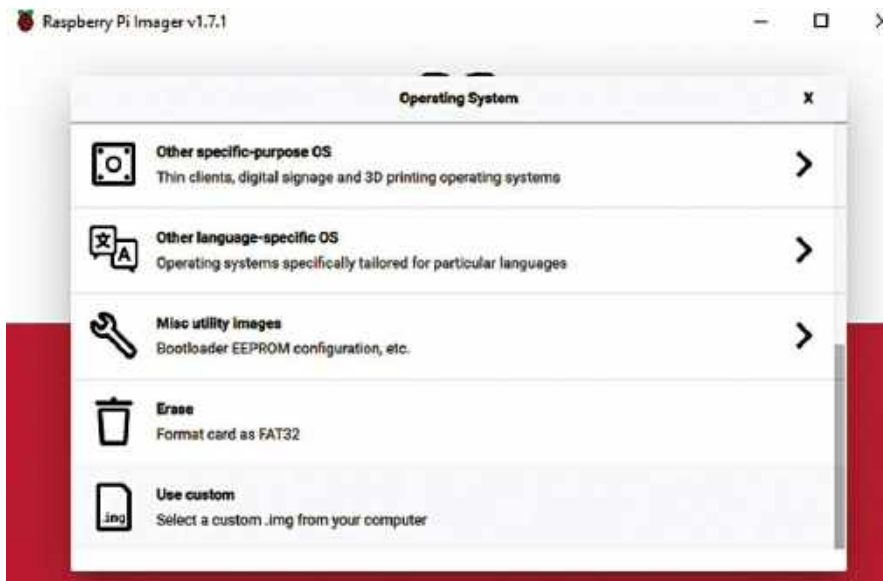 Raspberry Pi Imager v1.7.1
Operating System X
Other specific-purpose OS
Thin clients, digital signage and 3D printing operating systems
Other language-specific OS
Operating systems specifically tailored for particular languages
文
A
Misc utility images
Bootloader EEPROM configuration, etc.
Erase
Format card as FAT32
Use custom
.img
Select a custom .img from your computer